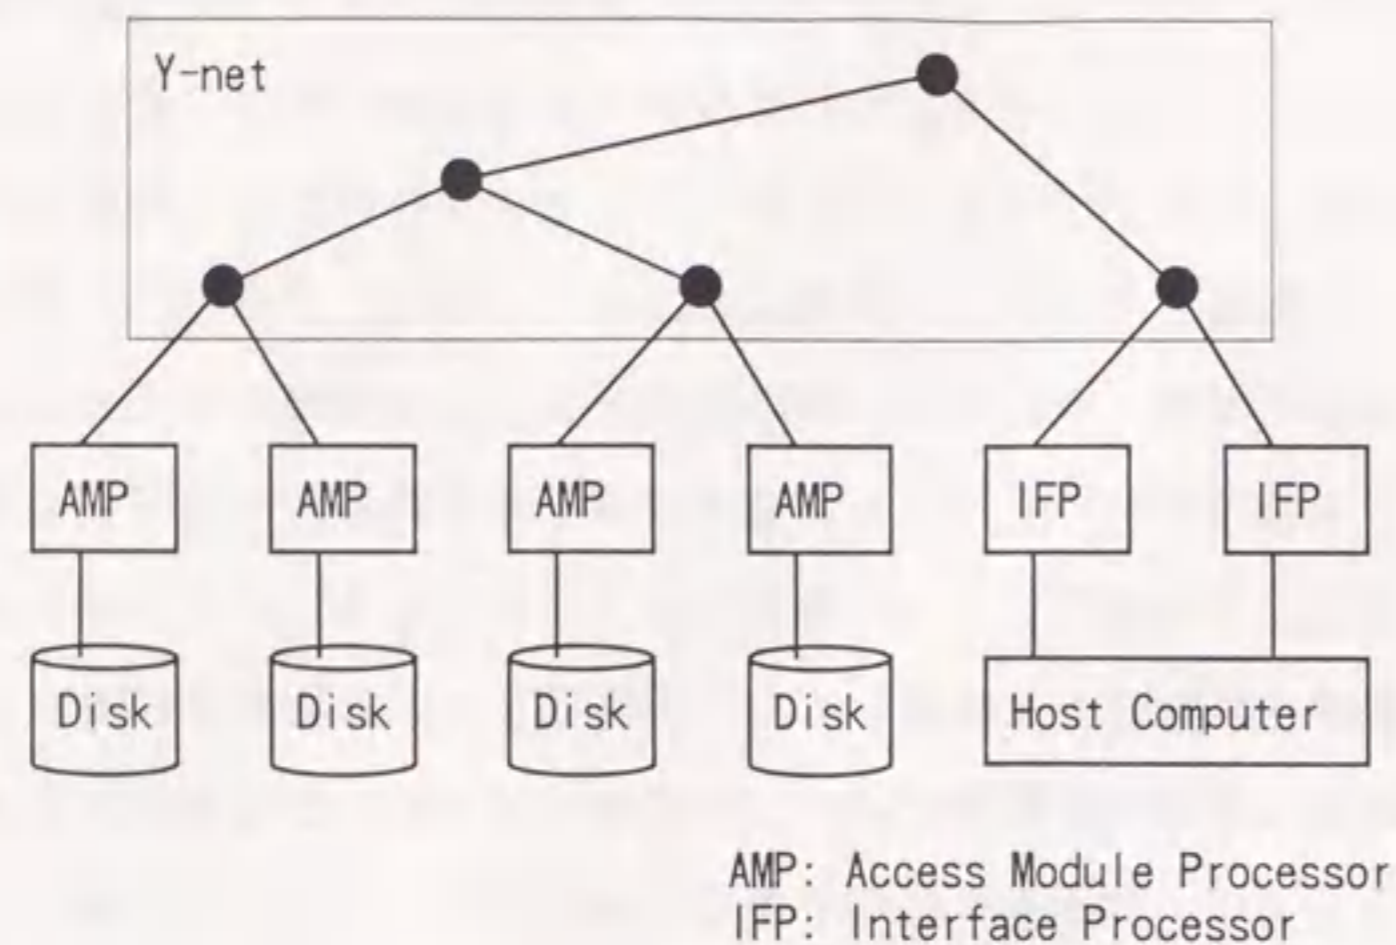 Y-net
AMP AMP AMP AMP IFP IFP
Disk Disk Disk Disk Host Computer
AMP: Access Module Processor
IFP: Interface Processor